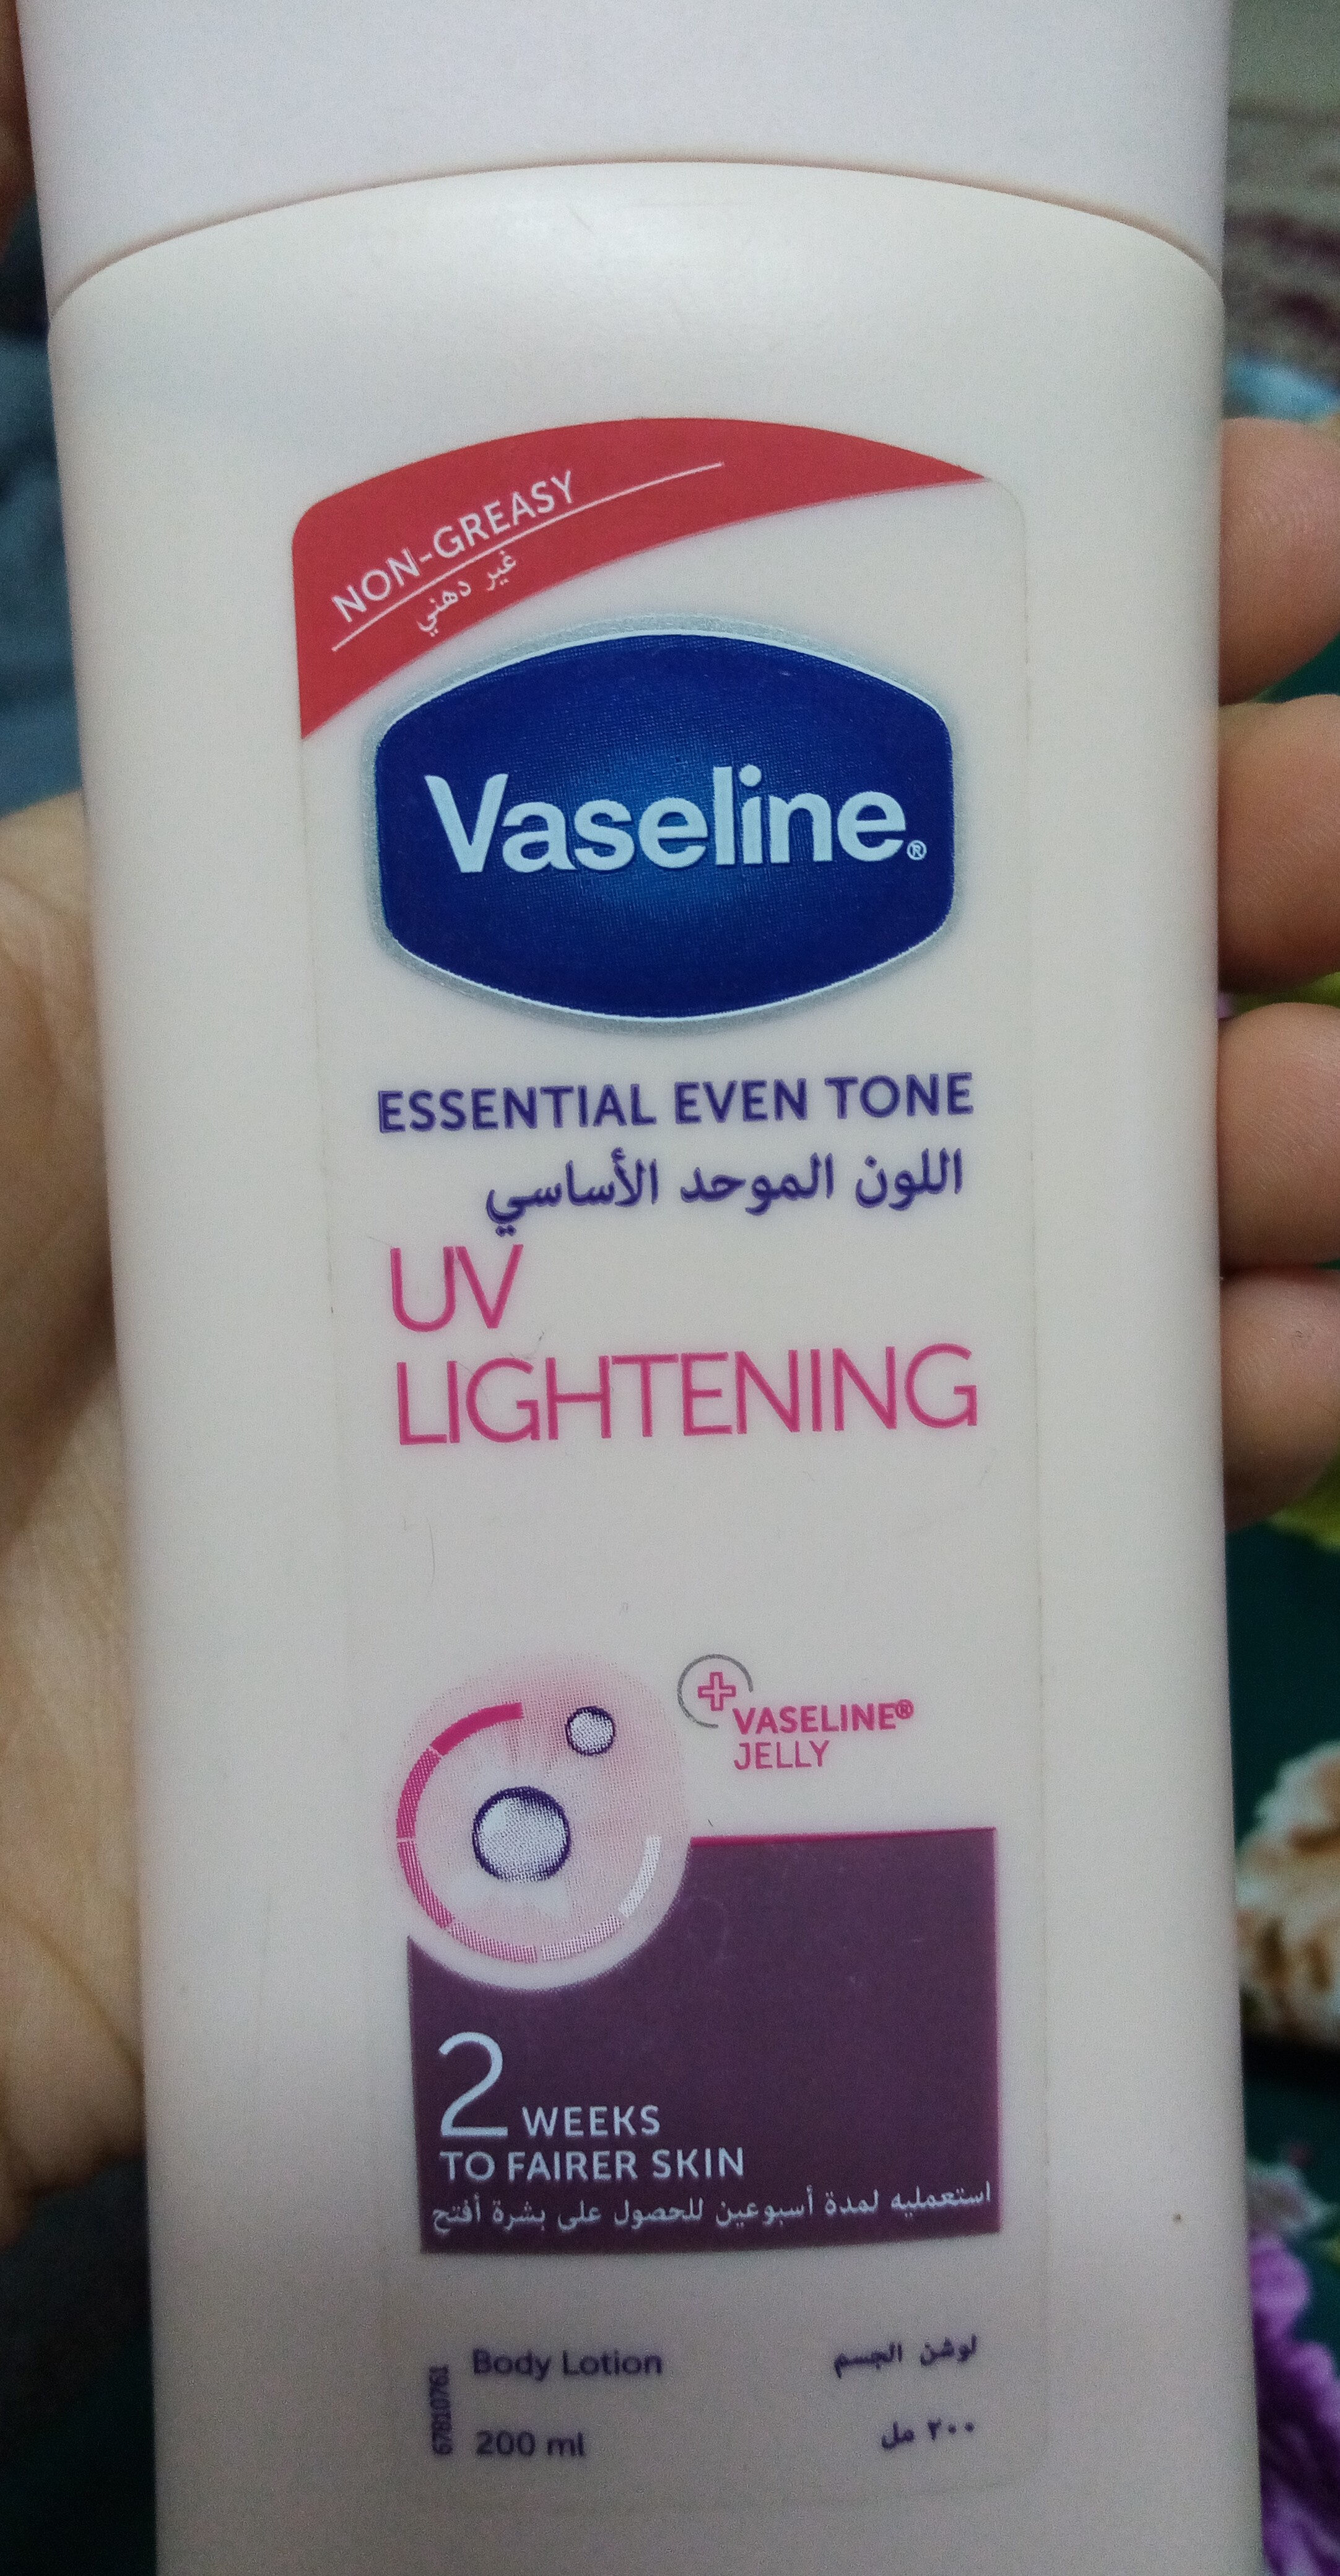 NON-GREASY
غير دهني
Vaseline®
ESSENTIAL EVEN TONE
اللون الموحد الأساسي
UV
LIGHTENING
VASELINE®
JELLY
2 WEEKS
TO FAIRER SKIN
استعمليه لمدة أسبوعين للحصول على بشرة أفتح
Body Lotion
لوشن الجسم
200 ml
٢٠٠ مل
67810761